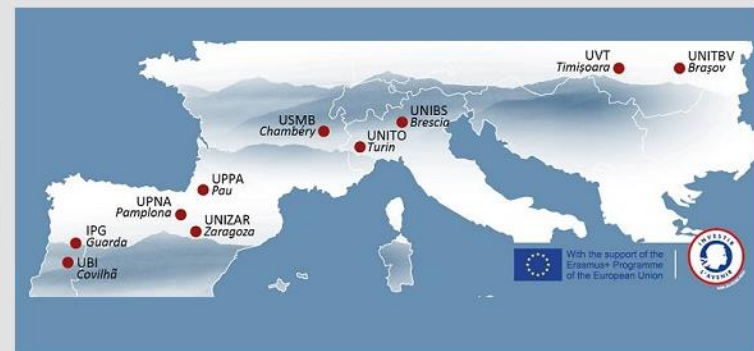 UVT
Timișoara
UNITBV
Brașov
USMB
Chambéry
UNIBS
Brescia
UNITO
Turin
UPPA
Pau
UPNA
Pamplona
UNIZAR
Zaragoza
IPG
Guarda
UBI
Covilhã
With the support of the
Erasmus+ Programme
of the European Union
INVESTIR
L'AVENIR